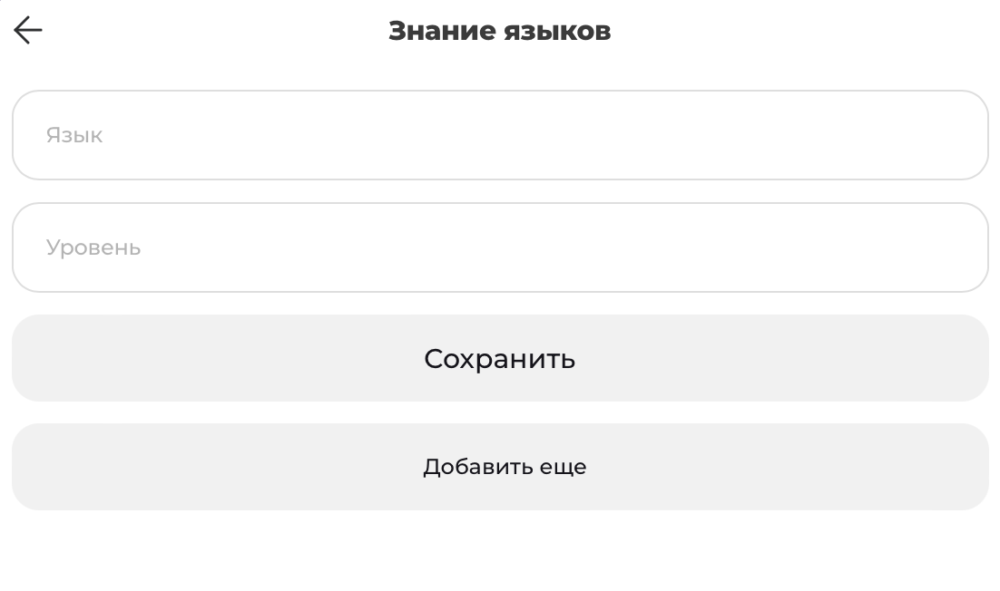 Знание языков
Язык
Уровень
Сохранить
Добавить еще